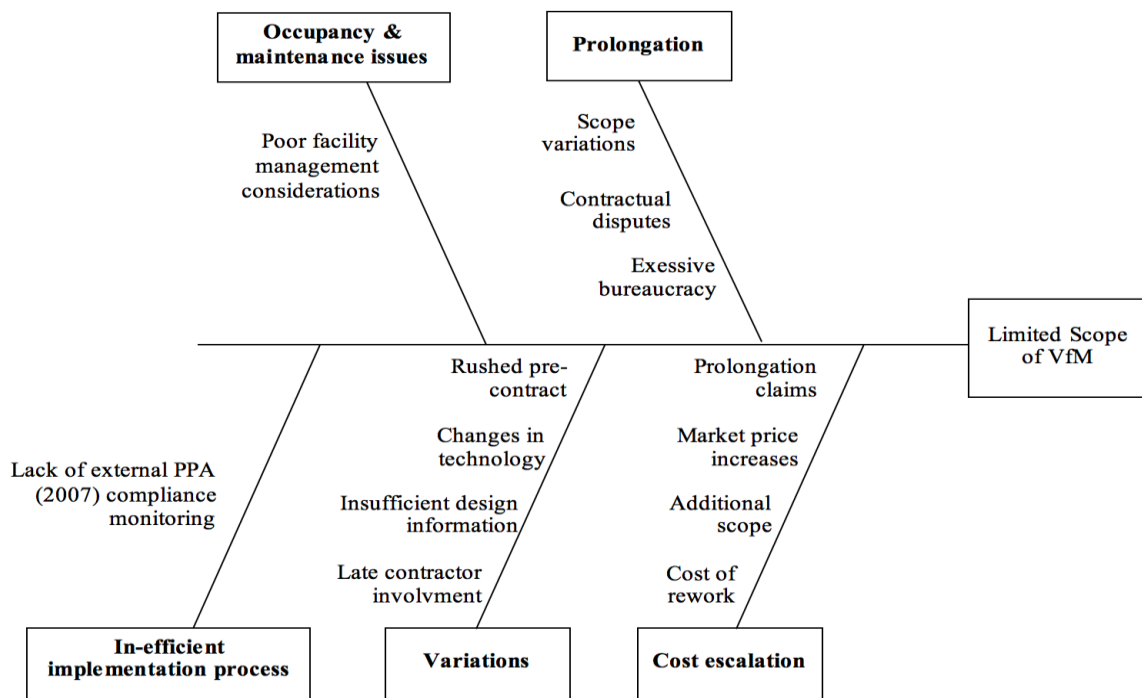 Occupancy &
maintenance issues
Prolongation
Poor facility
management
considerations
Scope
variations
Contractual
disputes
Exessive
bureaucracy
Limited Scope
of VfM
Rushed pre-
contract
Changes in
technology
Insufficient design
information
Late contractor
involvment
Prolongation
claims
Market price
increases
Additional
scope
Cost of
rework
Lack of external PPA
(2007) compliance
monitoring
In-efficient
implementation process
Variations
Cost escalation